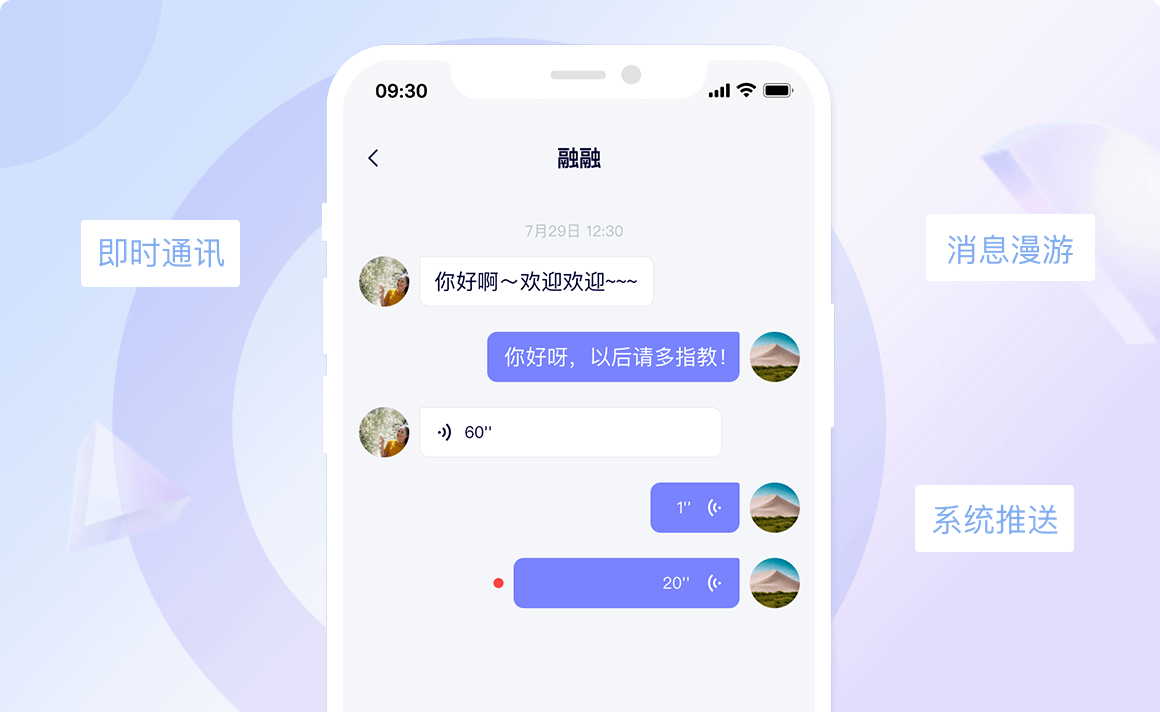 09:30
融融
7月29日 12:30
即时通讯
消息漫游
你好啊～欢迎欢迎~~~
你好呀，以后请多指教！
60''
1''
系统推送
20''